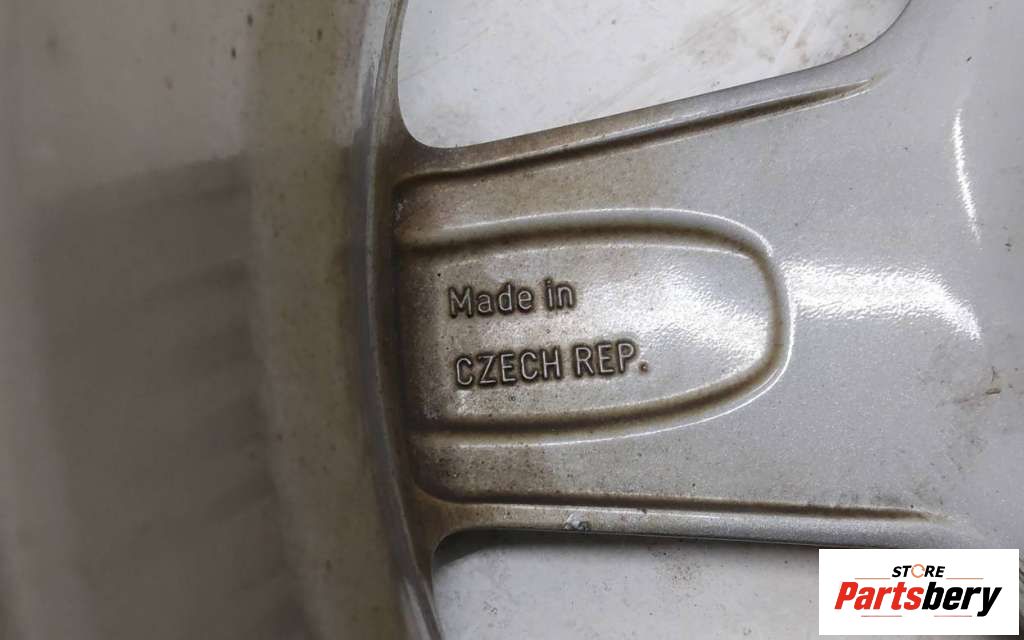 Made in
CZECH REP.
STORE
Partsbery